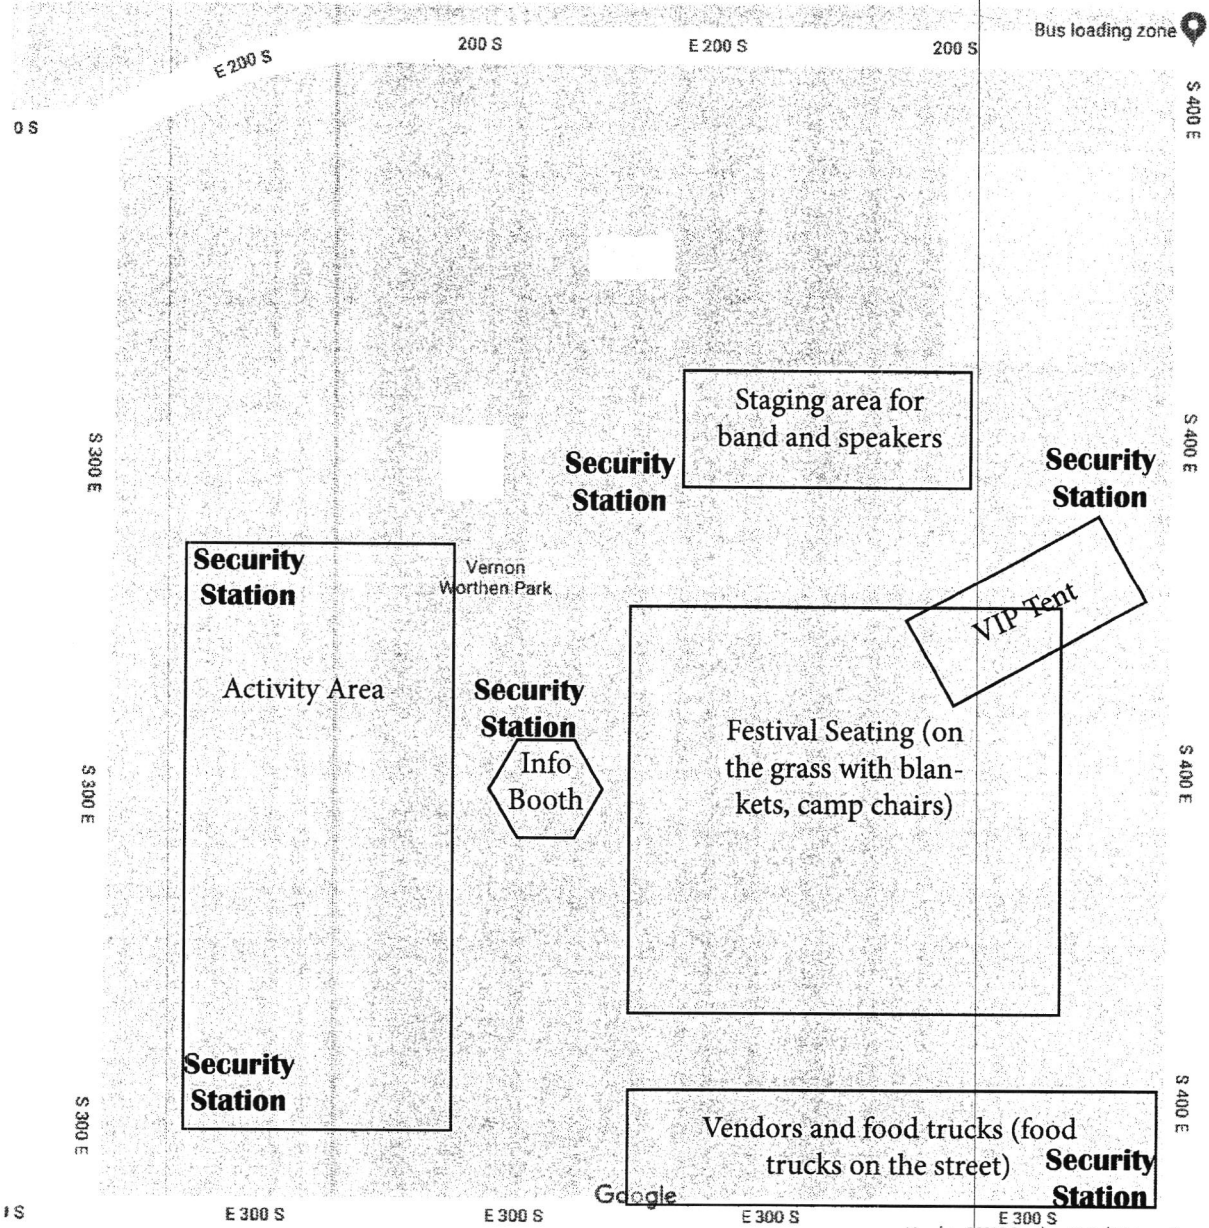 Bus loading zone
E 200 S
200 S
E 200 S
200 S
S 400 E
0 S
Staging area for
band and speakers
S 300 E
Security
Station
Security
Station
S 400 E
Security
Station
Vernon
Worthen Park
VIP Tent
Activity Area
Security
Station
Info
Booth
Festival Seating (on
the grass with blan-
kets, camp chairs)
S 300 E
S 400 E
Security
Station
S 300 E
S 400 E
Vendors and food trucks (food
trucks on the street)
Security
Station
Google
E 300 S
E 300 S
E 300 S
E 300 S